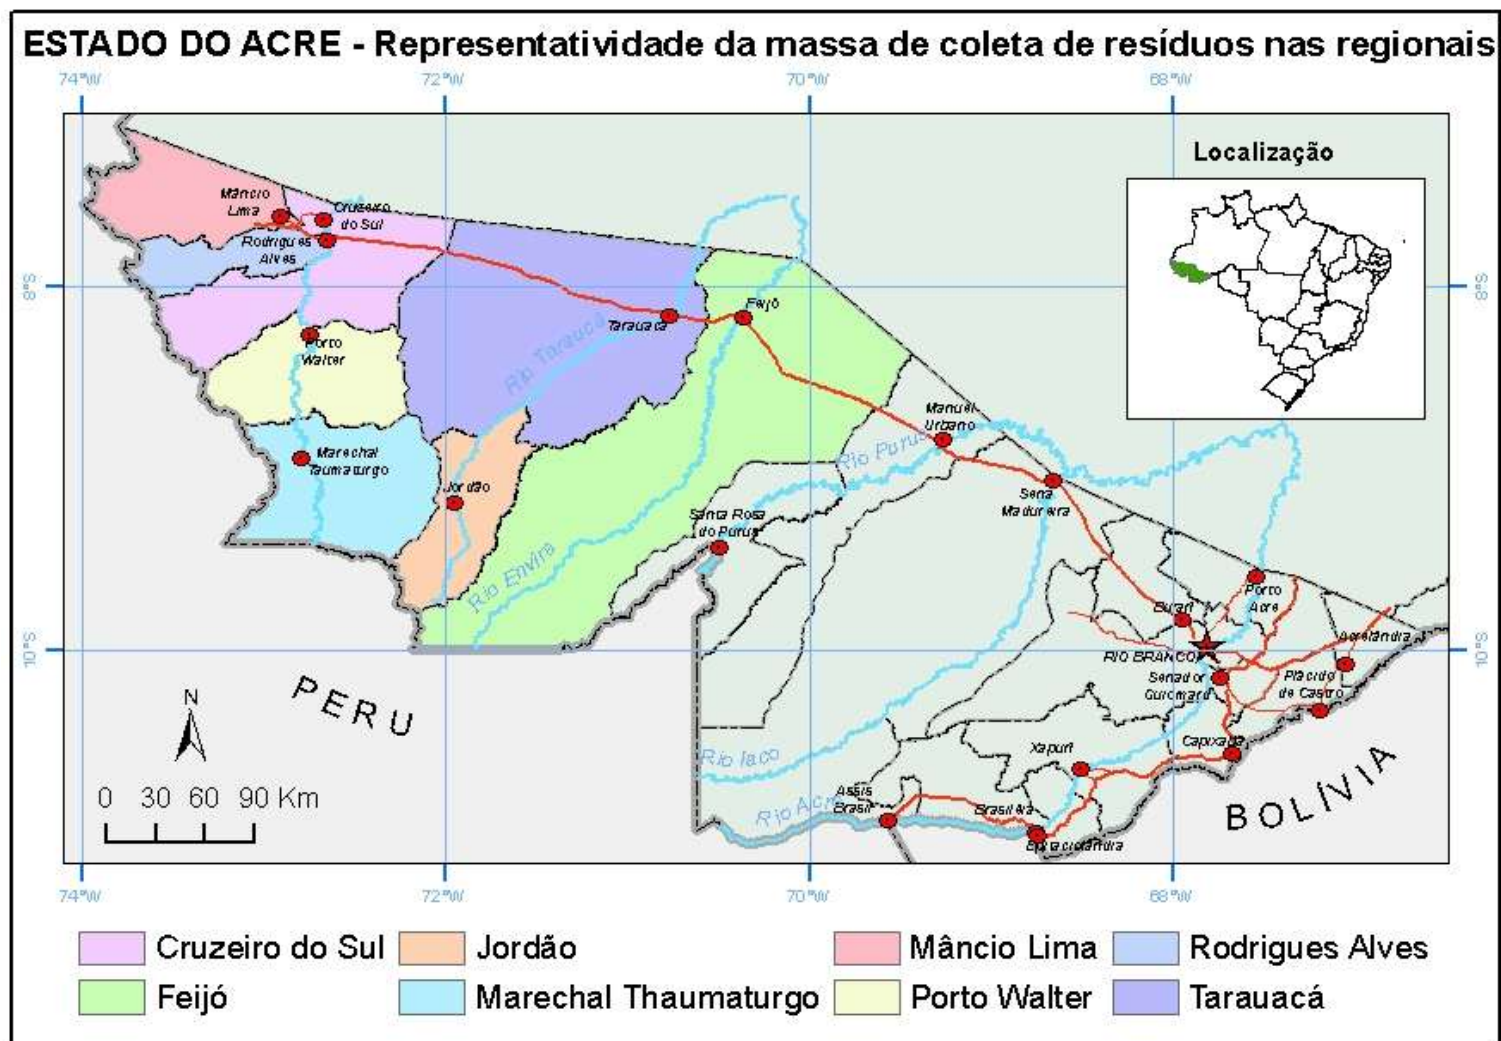 ESTADO DO ACRE - Representatividade da massa de coleta de resíduos nas regionais
74°W
72°W
70°W
68°W
Localização
Mâncio
Lima
Cruzeiro
do Sul
Rodrigues
Alves
8°S
8°S
Tarauacá
Feijó
Porto
Walter
Rio Tarauca
Manuel
Urbano
Rio Purus
Marechal
Taumaturgo
Jordão
Sena
Madureira
Santa Rosa
do Purus
Rio Envira
Porto
Acre
Bujari
Acrelândia
10°S
10°S
RIO BRANCO
Senador
Guiomard
Plácido
de Castro
PERU
N
Capixaba
Xapuri
Rio Iaco
0 30 60 90 Km
Assis
Brasil
Rio Acre
Brasiléia
Epitaciolândia
BOLÍVIA
74°W
72°W
70°W
68°W
Cruzeiro do Sul
Jordão
Mâncio Lima
Rodrigues Alves
Feijó
Marechal Thaumaturgo
Porto Walter
Tarauacá